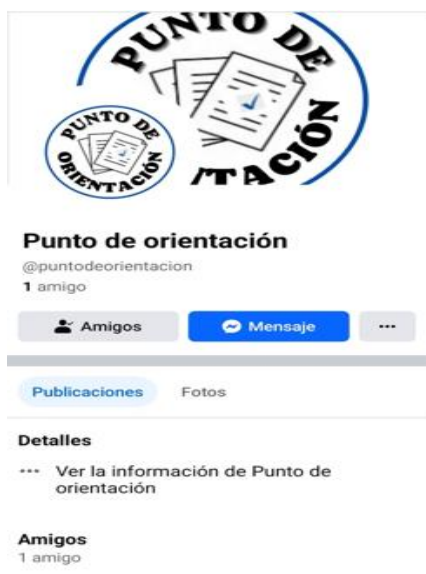 PUNTO DE
ITACIÓN
PUNTO DE
ORIENTACIÓN
Punto de orientación
@puntodeorientacion
1 amigo
Amigos
Mensaje
Publicaciones
Fotos
Detalles
Ver la información de Punto de
orientación
Amigos
1 amigo